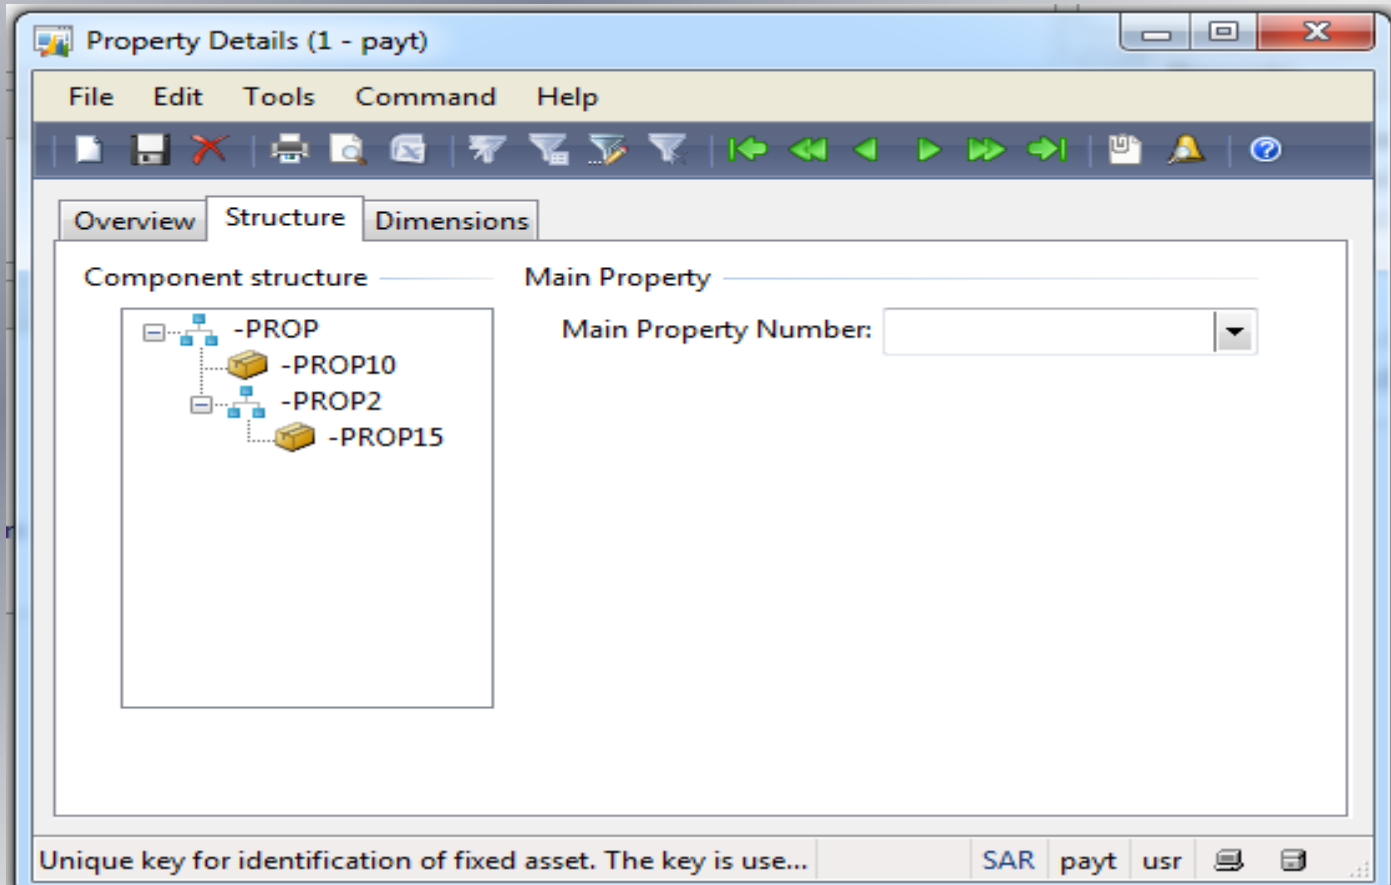 Property Details (1 - payt)
File Edit Tools Command Help
Overview Structure Dimensions
Component structure
-PROP
-PROP10
-PROP2
-PROP15
Main Property
Main Property Number:
Unique key for identification of fixed asset. The key is use... SAR payt usr